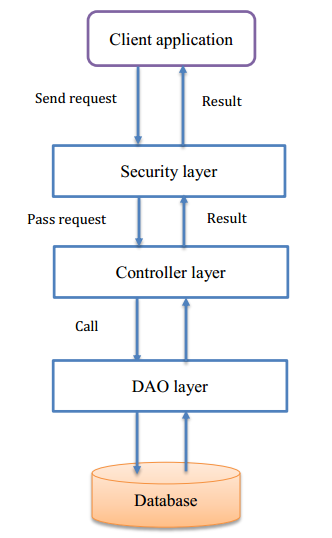 Client application
Send request
Result
Security layer
Pass request
Result
Controller layer
Call
DAO layer
Database